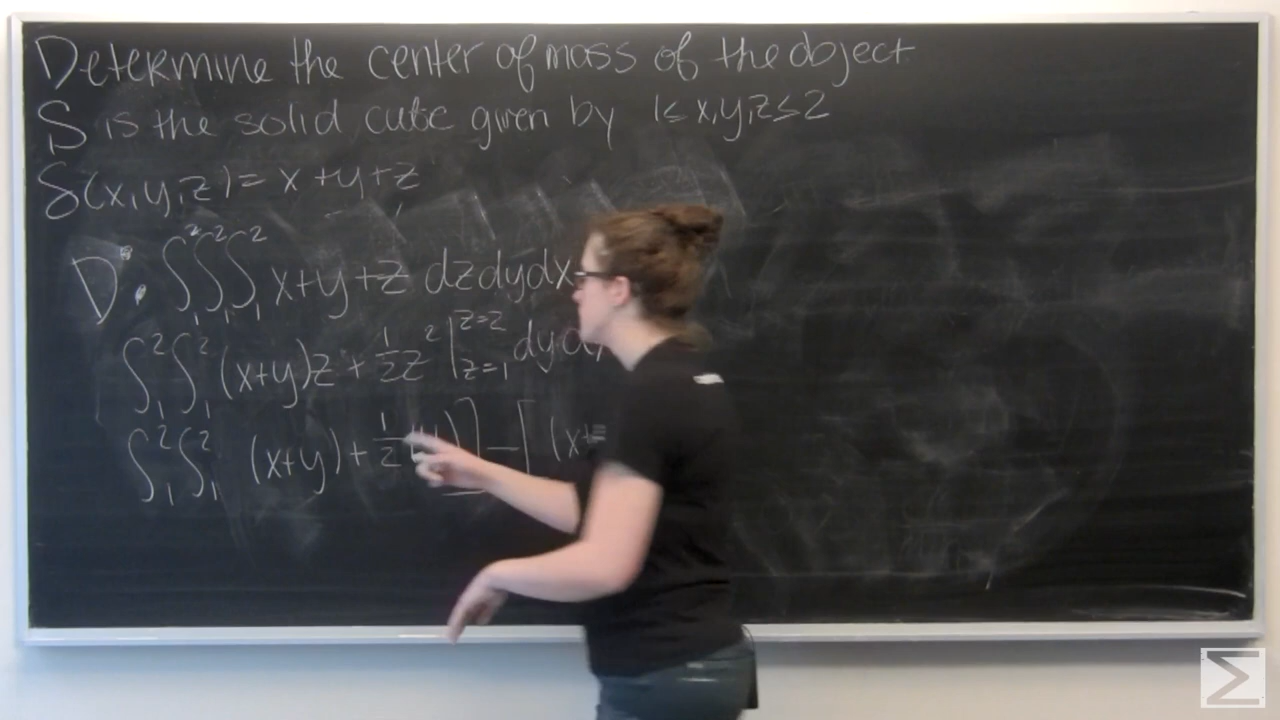 Determine the center of mass of the object.
S is the solid cube given by 1≤x,y,z≤2
δ(x,y,z)=x+y+z
D: ∫₁²∫₁²∫₁² x+y+z dzdydx
∫₁²∫₁² (x+y)z+½z²|_{z=1}^{z=2} dyd
∫₁²∫₁² (x+y)+½ ]-[(x+
Σ